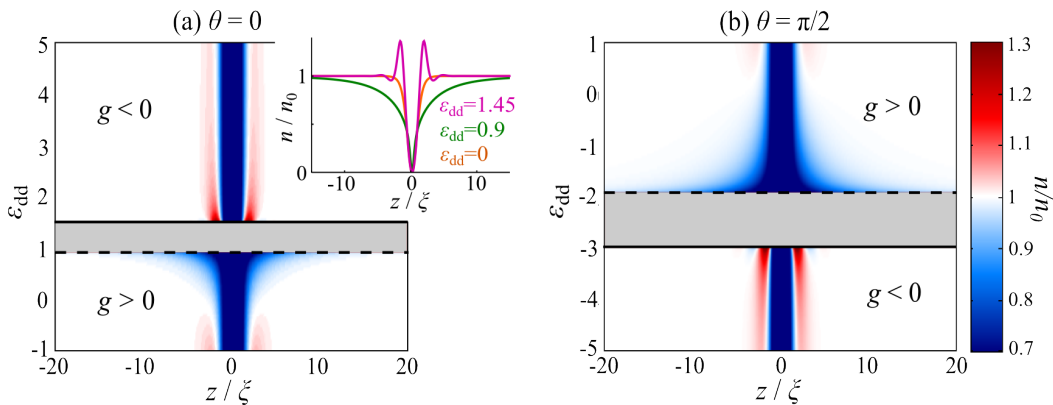 (a) θ = 0
5
4
3
2
1
0
-1
ε_dd
g < 0
g > 0
-20
-10
0
10
20
z / ξ
n / n₀
1
0
ε_dd=1.45
ε_dd=0.9
ε_dd=0
-10
0
10
z / ξ
(b) θ = π/2
1
0
-1
-2
-3
-4
-5
ε_dd
g > 0
g < 0
-20
-10
0
10
20
z / ξ
1.3
1.2
1.1
1
0.9
0.8
0.7
n/n₀